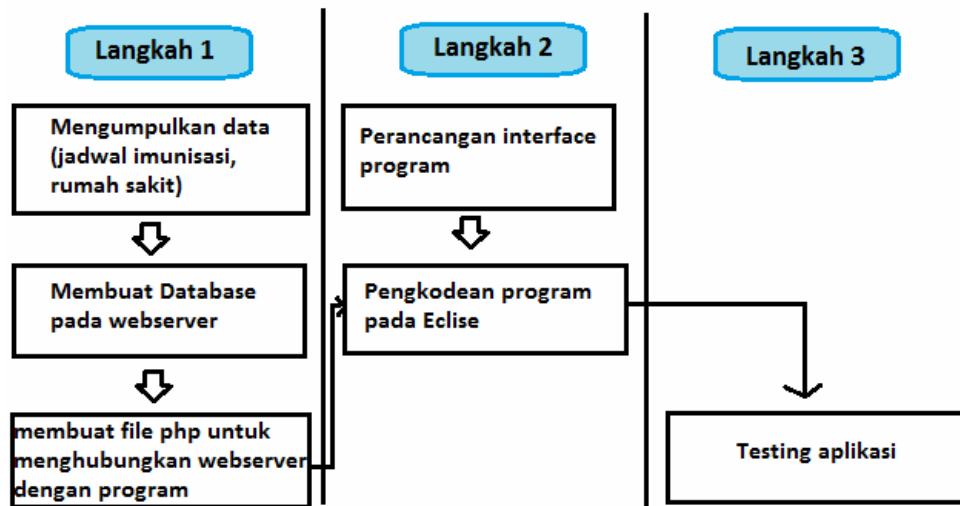 Langkah 1
Mengumpulkan data
(jadwal imunisasi,
rumah sakit)
Membuat Database
pada webserver
membuat file php untuk
menghubungkan webserver
dengan program
Langkah 2
Perancangan interface
program
Pengkodean program
pada Eclise
Langkah 3
Testing aplikasi